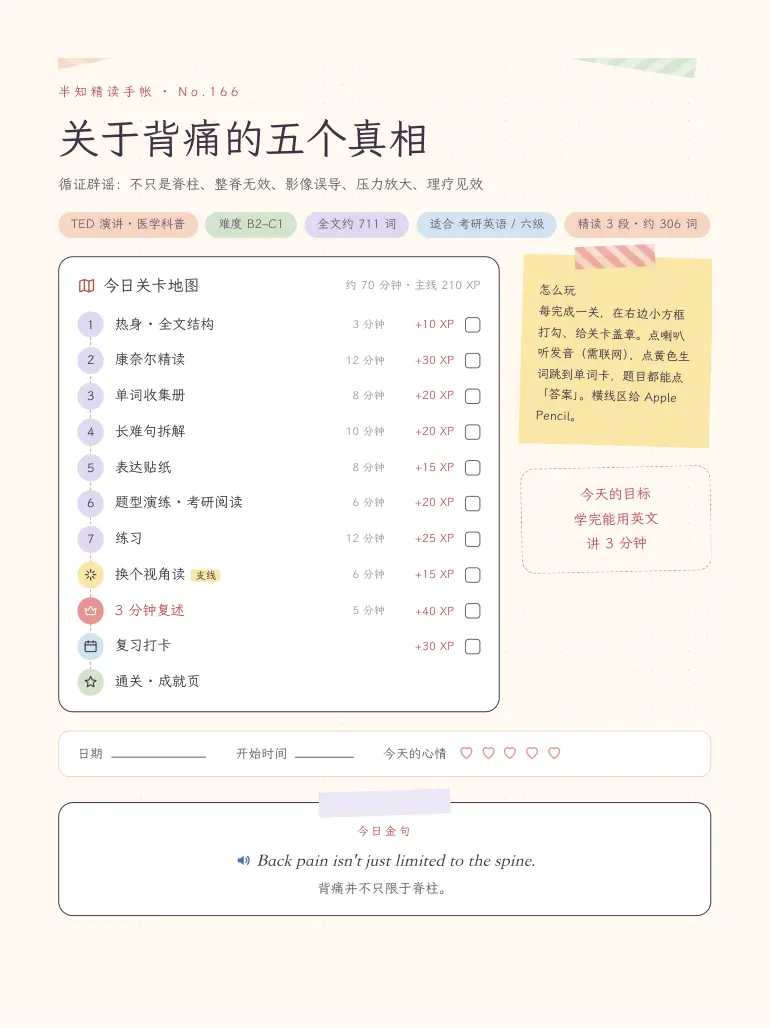 半知精读手帐 · No.166
关于背痛的五个真相
循证辟谣：不只是脊柱、整脊无效、影像误导、压力放大、理疗见效
TED 演讲·医学科普 难度 B2–C1 全文约 711 词 适合 考研英语 / 六级 精读 3 段·约 306 词
今日关卡地图 约 70 分钟·主线 210 XP
1 热身·全文结构 3 分钟 +10 XP
2 康奈尔精读 12 分钟 +30 XP
3 单词收集册 8 分钟 +20 XP
4 长难句拆解 10 分钟 +20 XP
5 表达贴纸 8 分钟 +15 XP
6 题型演练·考研阅读 6 分钟 +20 XP
7 练习 12 分钟 +25 XP
换个视角读 支线 6 分钟 +15 XP
3 分钟复述 5 分钟 +40 XP
复习打卡 +30 XP
通关·成就页
怎么玩
每完成一关，在右边小方框
打勾、给关卡盖章。点喇叭
听发音（需联网），点黄色生
词跳到单词卡，题目都能点
「答案」。横线区给 Apple
Pencil。
今天的目标
学完能用英文
讲 3 分钟
日期 开始时间 今天的心情
今日金句
Back pain isn't just limited to the spine.
背痛并不只限于脊柱。